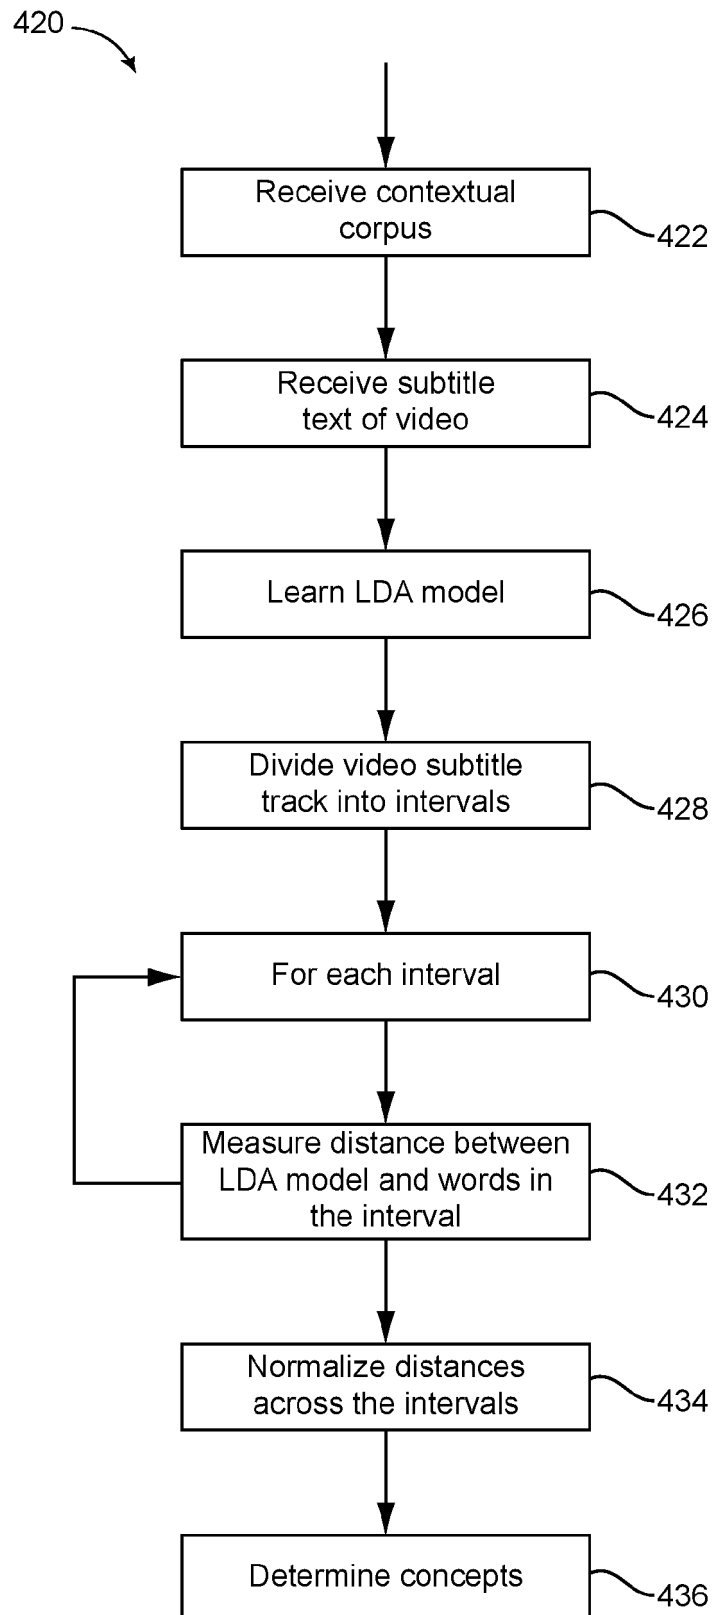 420
Receive contextual
corpus
422
Receive subtitle
text of video
424
Learn LDA model
426
Divide video subtitle
track into intervals
428
For each interval
430
Measure distance between
LDA model and words in
the interval
432
Normalize distances
across the intervals
434
Determine concepts
436